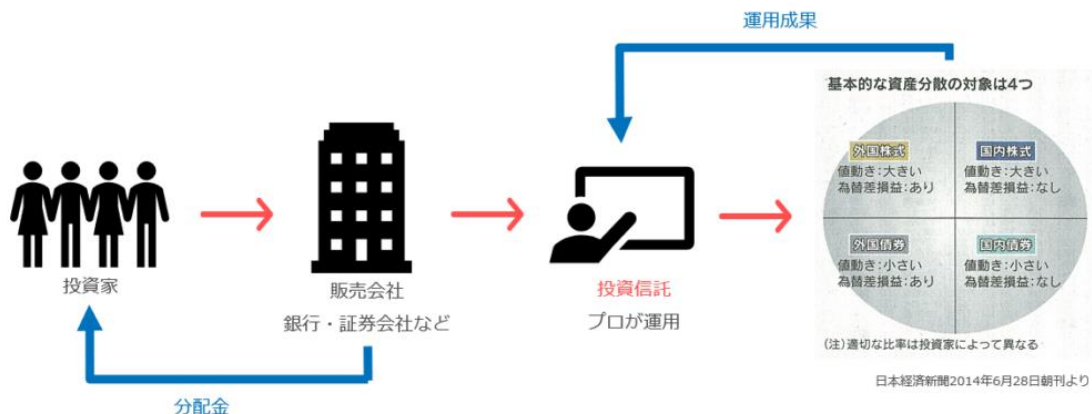 運用成果
基本的な資産分散の対象は4つ
外国株式
値動き:大きい
為替差損益:あり
国内株式
値動き:大きい
為替差損益:なし
外国債券
値動き:小さい
為替差損益:あり
国内債券
値動き:小さい
為替差損益:なし
(注)適切な比率は投資家によって異なる
日本経済新聞2014年6月28日朝刊より
投資家
販売会社
銀行・証券会社など
投資信託
プロが運用
分配金